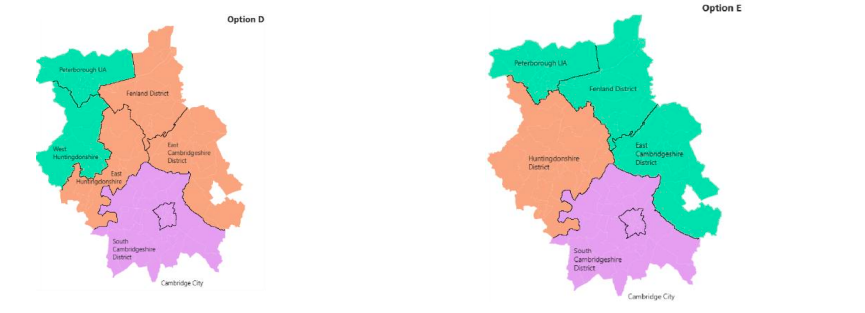 Option D
Peterborough UA
Fenland District
West
Huntingdonshire
East
Cambridgeshire
District
East
Huntingdonshire
South
Cambridgeshire
District
Cambridge City
Option E
Peterborough UA
Fenland District
East
Cambridgeshire
District
Huntingdonshire
District
South
Cambridgeshire
District
Cambridge City